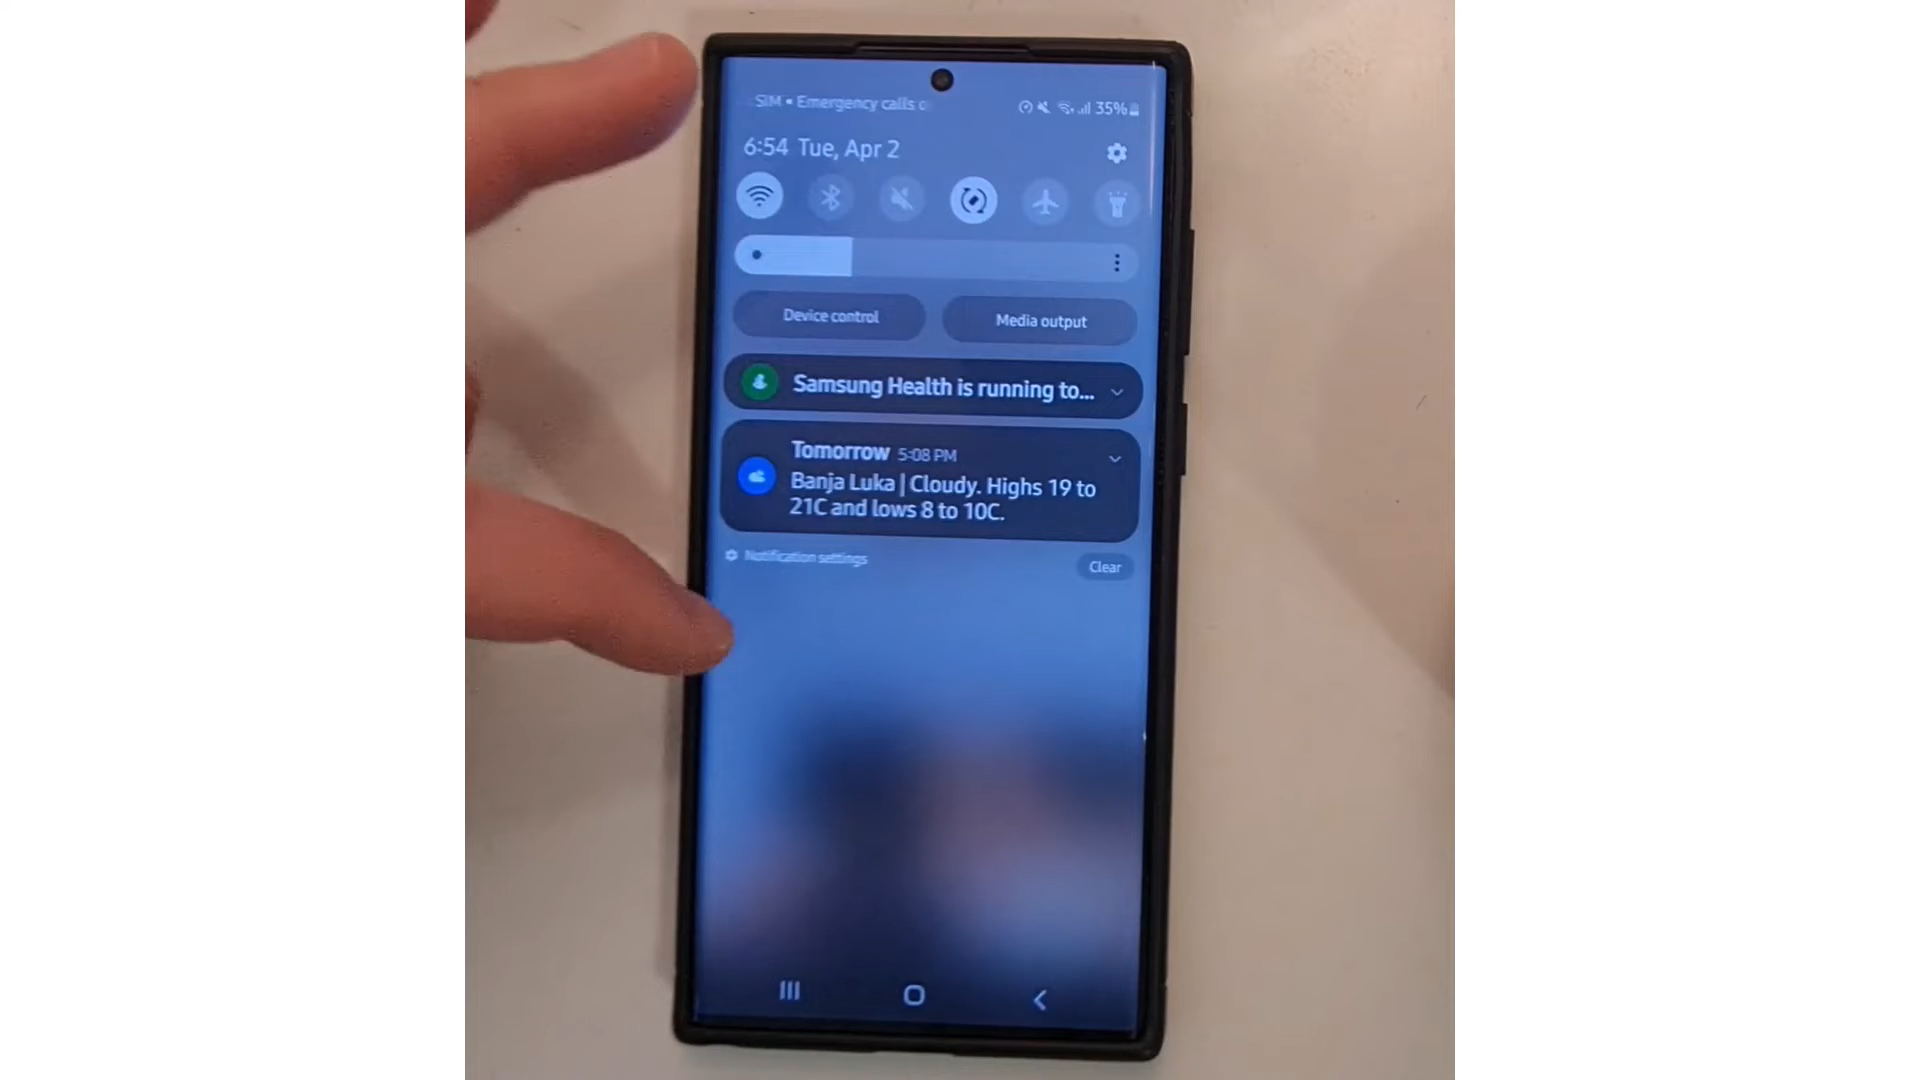 SIM • Emergency calls o
35%
6:54 Tue, Apr 2
Device control
Media output
Samsung Health is running to...
Tomorrow 5:08 PM
Banja Luka | Cloudy. Highs 19 to
21C and lows 8 to 10C.
Notification settings
Clear